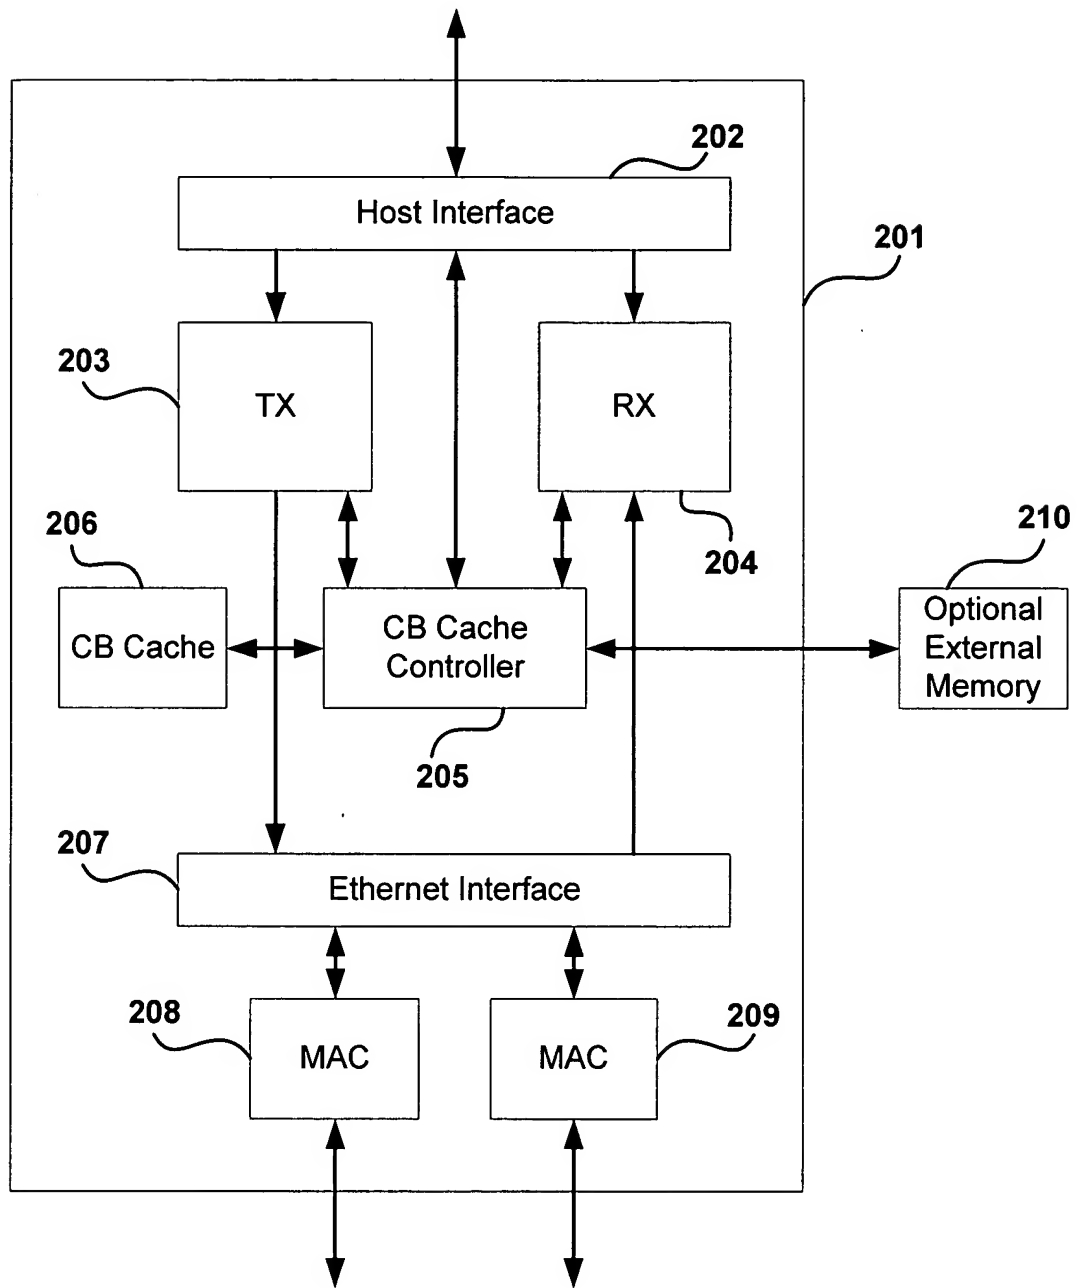 202
Host Interface
201
203
TX
RX
206
204
210
CB Cache
CB Cache
Controller
Optional
External
Memory
205
207
Ethernet Interface
208
MAC
MAC
209